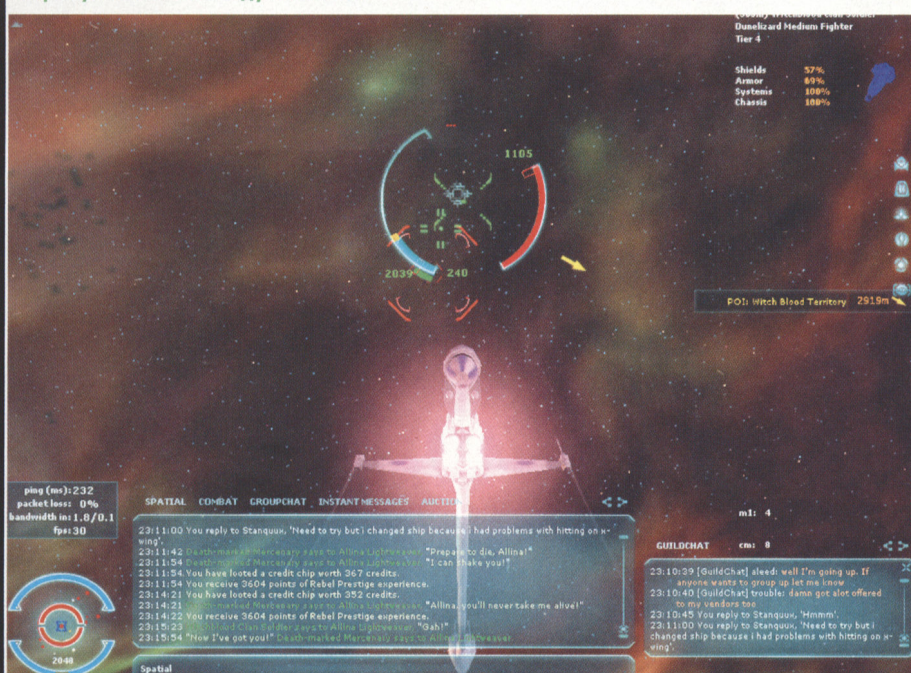 Dunelizard Medium Fighter
Tier 4
Shields 57%
Armor 69%
Systems 100%
Chassis 100%
1105
2039 240
POI: Witch Blood Territory 2919m
ping (ms): 232
packet loss: 0%
bandwidth in: 1.8/0.1
fps: 30
2048
SPATIAL COMBAT GROUPCHAT INSTANT MESSAGES AUCTION
23:11:00 You reply to Stanquux, 'Need to try but i changed ship because i had problems with hitting on x-
wing'.
23:11:42 Death-marked Mercenary says to Allina Lightweaver, "Prepare to die, Allina!"
23:11:54 Death-marked Mercenary says to Allina Lightweaver, "I can shake you!"
23:11:54 You have looted a credit chip worth 367 credits.
23:11:54 You receive 3604 points of Rebel Prestige experience.
23:14:21 You have looted a credit chip worth 352 credits.
23:14:21 Death-marked Mercenary says to Allina Lightweaver, "Allina, you'll never take me alive!"
23:14:22 You receive 3604 points of Rebel Prestige experience.
23:15:23 Clan Soldier says to Allina Lightweaver, "Gah!"
23:15:54 "Now I've got you!" Death-marked Mercenary says to Allina Lightweaver.
Spatial
m1: 4
cm: 8
GUILDCHAT
23:10:39 [GuildChat] aleed: well I'm going up. If
anyone wants to group up let me know
23:10:40 [GuildChat] trouble: damn got alot offered
to my vendors too
23:10:45 You reply to Stanquux, 'Hmmm'.
23:11:00 You reply to Stanquux, 'Need to try but i
changed ship because i had problems with hitting on x-
wing'.